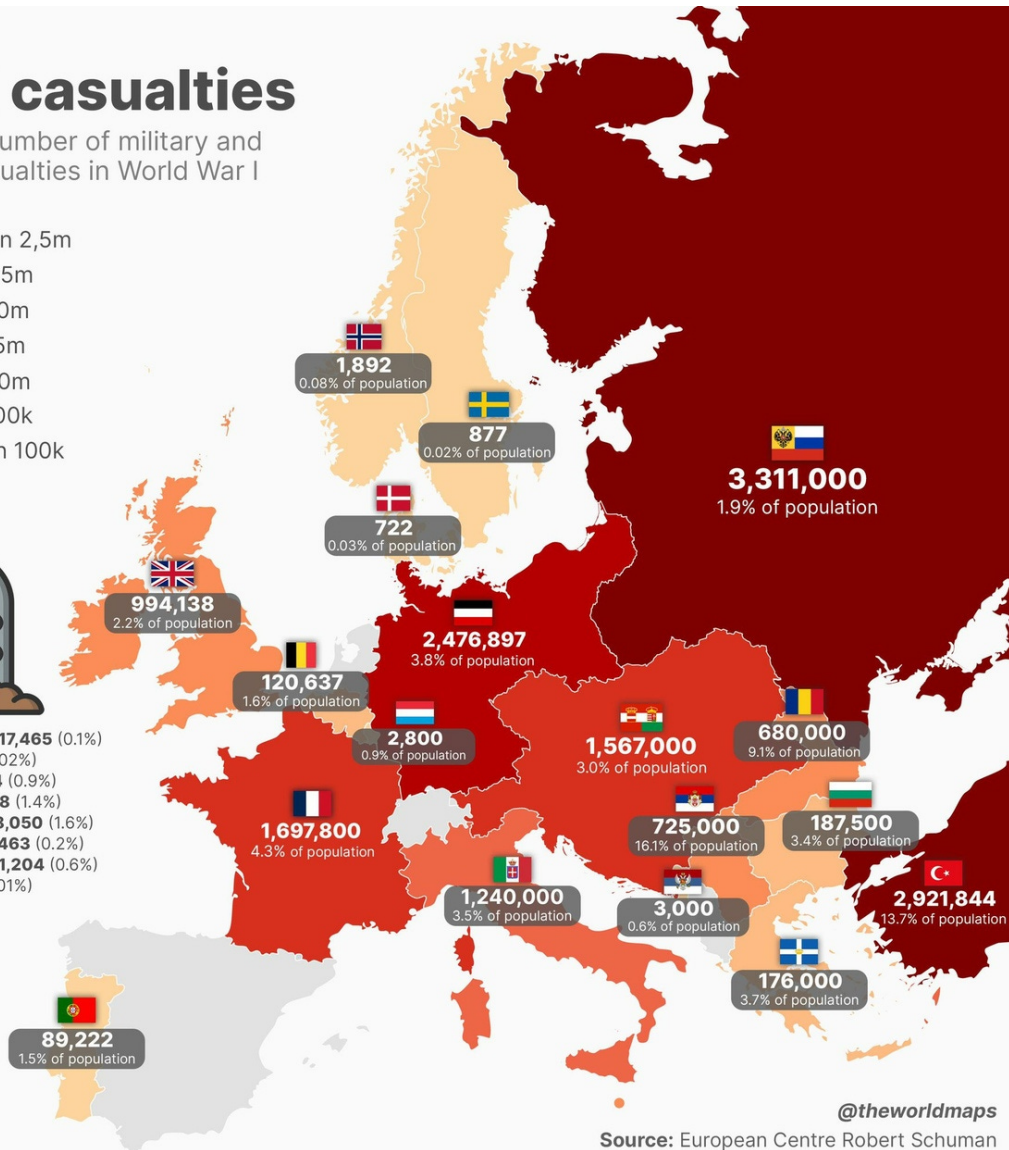 casualties
umber of military and
ualties in World War I
n 2,5m
5m
0m
5m
0m
00k
n 100k
1,892
0.08% of population
877
0.02% of population
3,311,000
1.9% of population
722
0.03% of population
994,138
2.2% of population
2,476,897
3.8% of population
120,637
1.6% of population
2,800
0.9% of population
1,567,000
3.0% of population
680,000
9.1% of population
17,465 (0.1%)
02%)
(0.9%)
8 (1.4%)
3,050 (1.6%)
463 (0.2%)
1,204 (0.6%)
01%)
1,697,800
4.3% of population
725,000
16.1% of population
187,500
3.4% of population
1,240,000
3.5% of population
3,000
0.6% of population
2,921,844
13.7% of population
176,000
3.7% of population
89,222
1.5% of population
@theworldmaps
Source: European Centre Robert Schuman